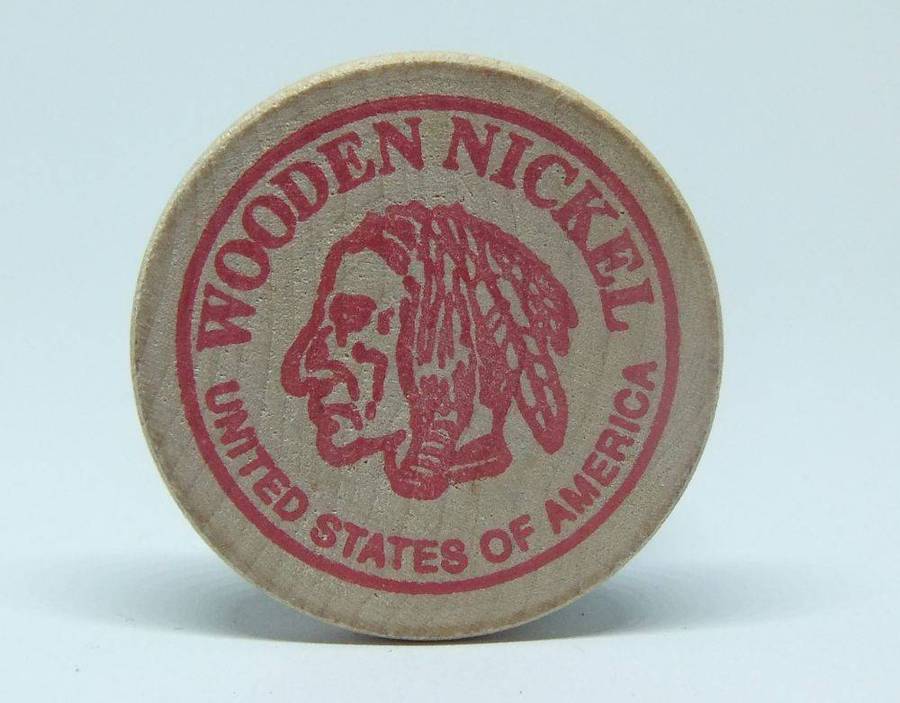 WOODEN NICKEL
UNITED STATES OF AMERICA